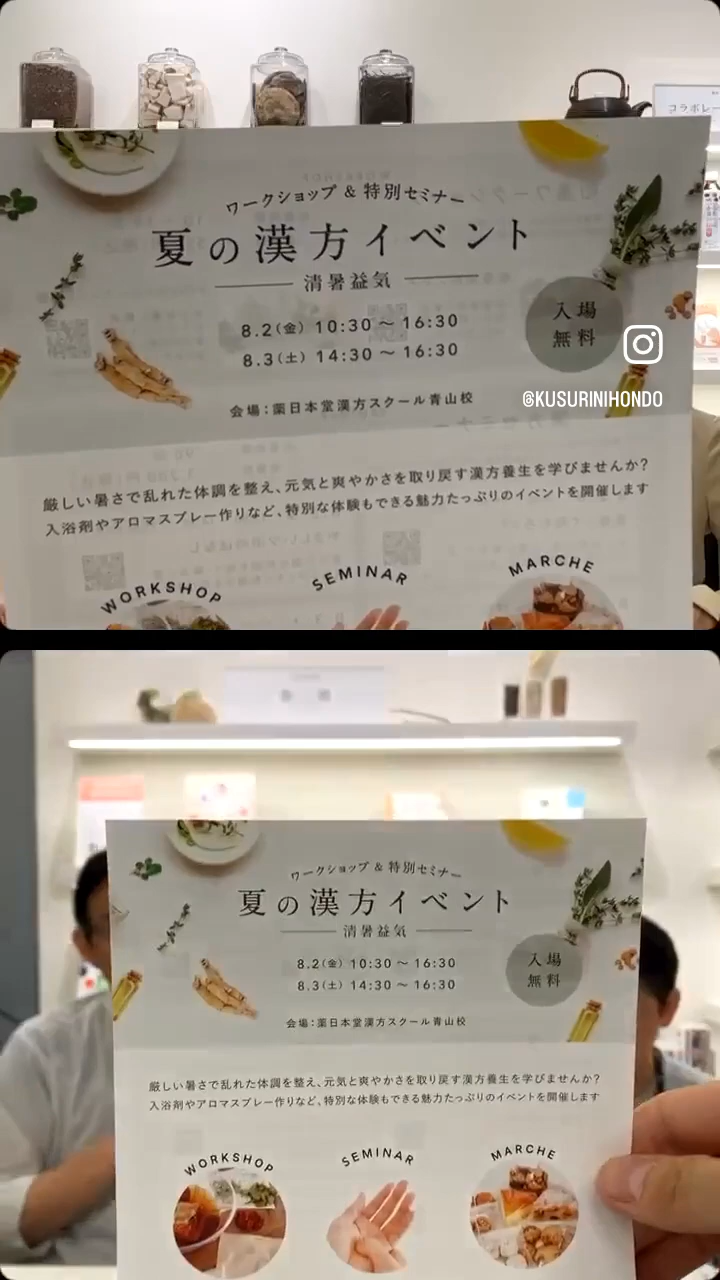 コラボレー
ワークショップ & 特別セミナー
夏の漢方イベント
清暑益気
8.2(金) 10:30 〜 16:30
8.3(土) 14:30 〜 16:30
入場
無料
@KUSURINIHONDO
会場：薬日本堂漢方スクール青山校
厳しい暑さで乱れた体調を整え、元気と爽やかさを取り戻す漢方養生を学びませんか?
入浴剤やアロマスプレー作りなど、特別な体験もできる魅力たっぷりのイベントを開催します
WORKSHOP
SEMINAR
MARCHE
ワークショップ & 特別セミナー
夏の漢方イベント
清暑益気
8.2(金) 10:30 〜 16:30
8.3(土) 14:30 〜 16:30
入場
無料
会場：薬日本堂漢方スクール青山校
厳しい暑さで乱れた体調を整え、元気と爽やかさを取り戻す漢方養生を学びませんか?
入浴剤やアロマスプレー作りなど、特別な体験もできる魅力たっぷりのイベントを開催します
WORKSHOP
SEMINAR
MARCHE